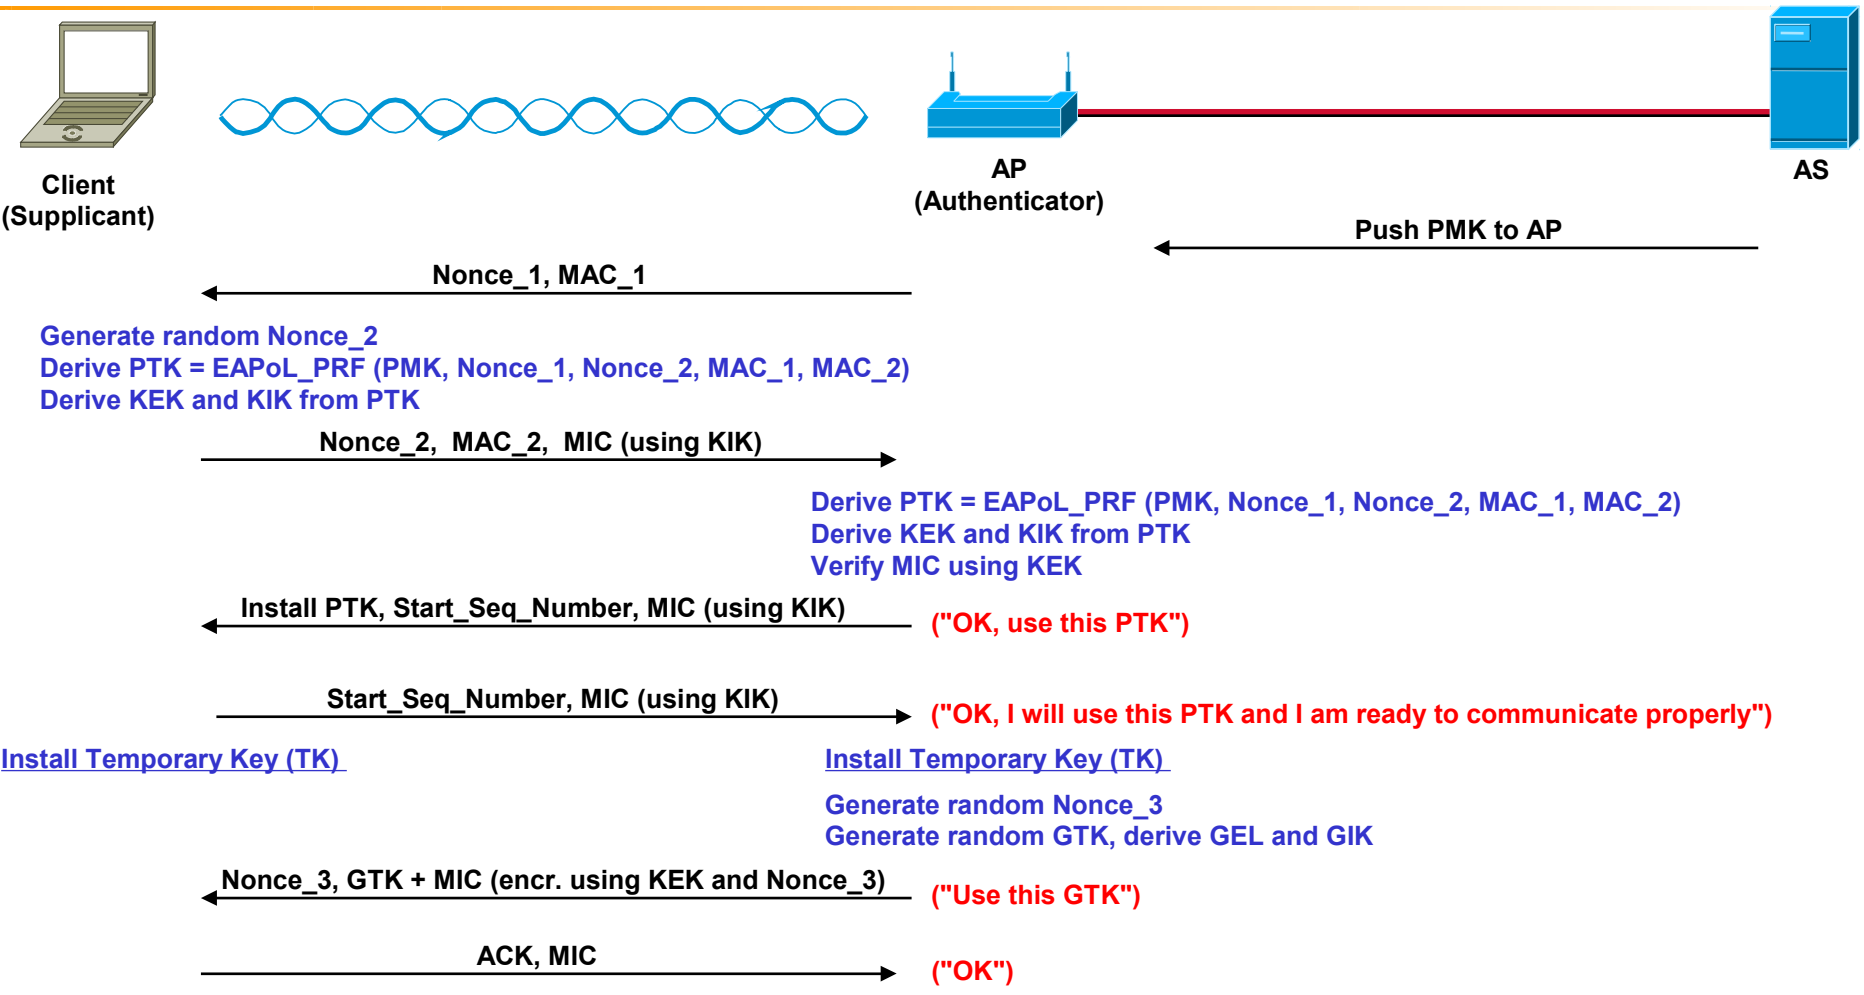 Client
(Supplicant)
AP
(Authenticator)
AS
Push PMK to AP
Nonce_1, MAC_1
Generate random Nonce_2
Derive PTK = EAPoL_PRF (PMK, Nonce_1, Nonce_2, MAC_1, MAC_2)
Derive KEK and KIK from PTK
Nonce_2, MAC_2, MIC (using KIK)
Derive PTK = EAPoL_PRF (PMK, Nonce_1, Nonce_2, MAC_1, MAC_2)
Derive KEK and KIK from PTK
Verify MIC using KEK
Install PTK, Start_Seq_Number, MIC (using KIK)
("OK, use this PTK")
Start_Seq_Number, MIC (using KIK)
("OK, I will use this PTK and I am ready to communicate properly")
Install Temporary Key (TK)
Install Temporary Key (TK)
Generate random Nonce_3
Generate random GTK, derive GEL and GIK
Nonce_3, GTK + MIC (encr. using KEK and Nonce_3)
("Use this GTK")
ACK, MIC
("OK")